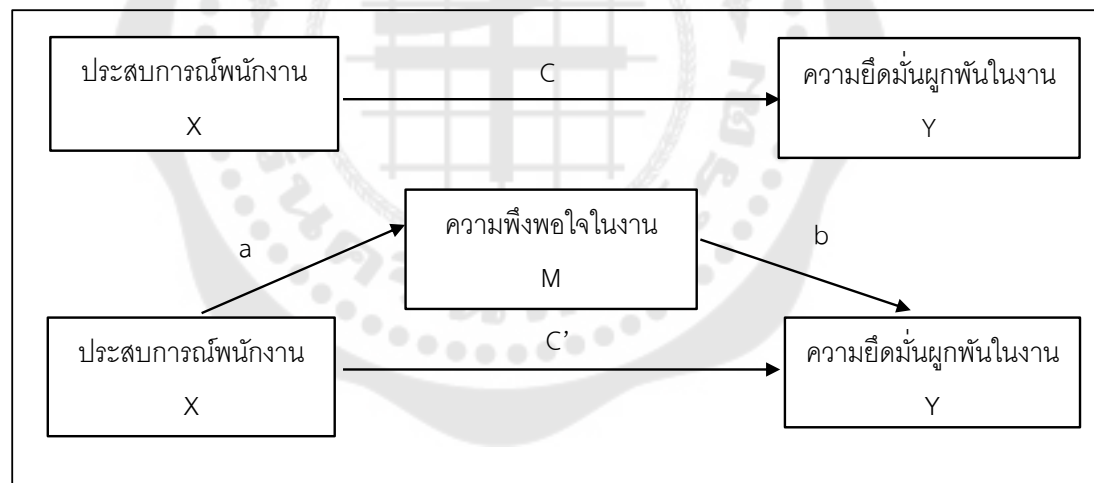 ประสบการณ์พนักงาน
X
C
ความยึดมั่นผูกพันในงาน
Y
ความพึงพอใจในงาน
M
a
b
ประสบการณ์พนักงาน
X
C’
ความยึดมั่นผูกพันในงาน
Y